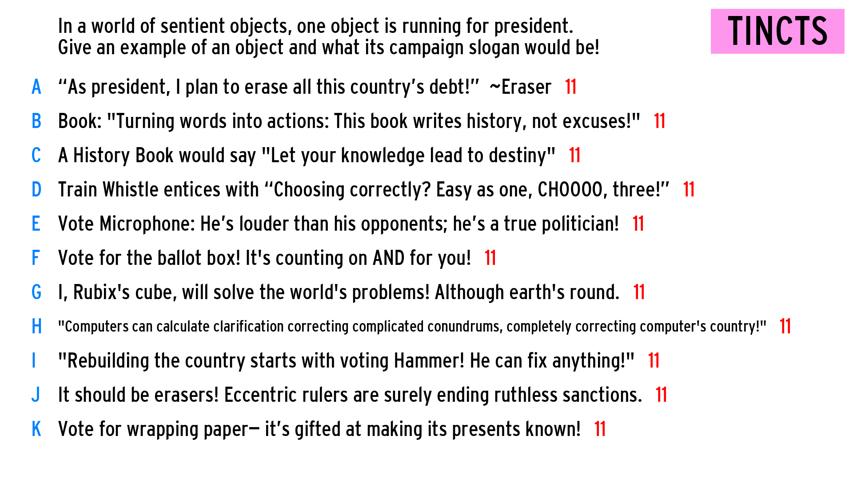 In a world of sentient objects, one object is running for president.
Give an example of an object and what its campaign slogan would be!
TINCTS
A “As president, I plan to erase all this country’s debt!” ~Eraser 11
B Book: "Turning words into actions: This book writes history, not excuses!" 11
C A History Book would say "Let your knowledge lead to destiny" 11
D Train Whistle entices with “Choosing correctly? Easy as one, CHOOOO, three!” 11
E Vote Microphone: He’s louder than his opponents; he’s a true politician! 11
F Vote for the ballot box! It's counting on AND for you! 11
G I, Rubix's cube, will solve the world's problems! Although earth's round. 11
H "Computers can calculate clarification correcting complicated conundrums, completely correcting computer's country!" 11
I "Rebuilding the country starts with voting Hammer! He can fix anything!" 11
J It should be erasers! Eccentric rulers are surely ending ruthless sanctions. 11
K Vote for wrapping paper— it’s gifted at making its presents known! 11